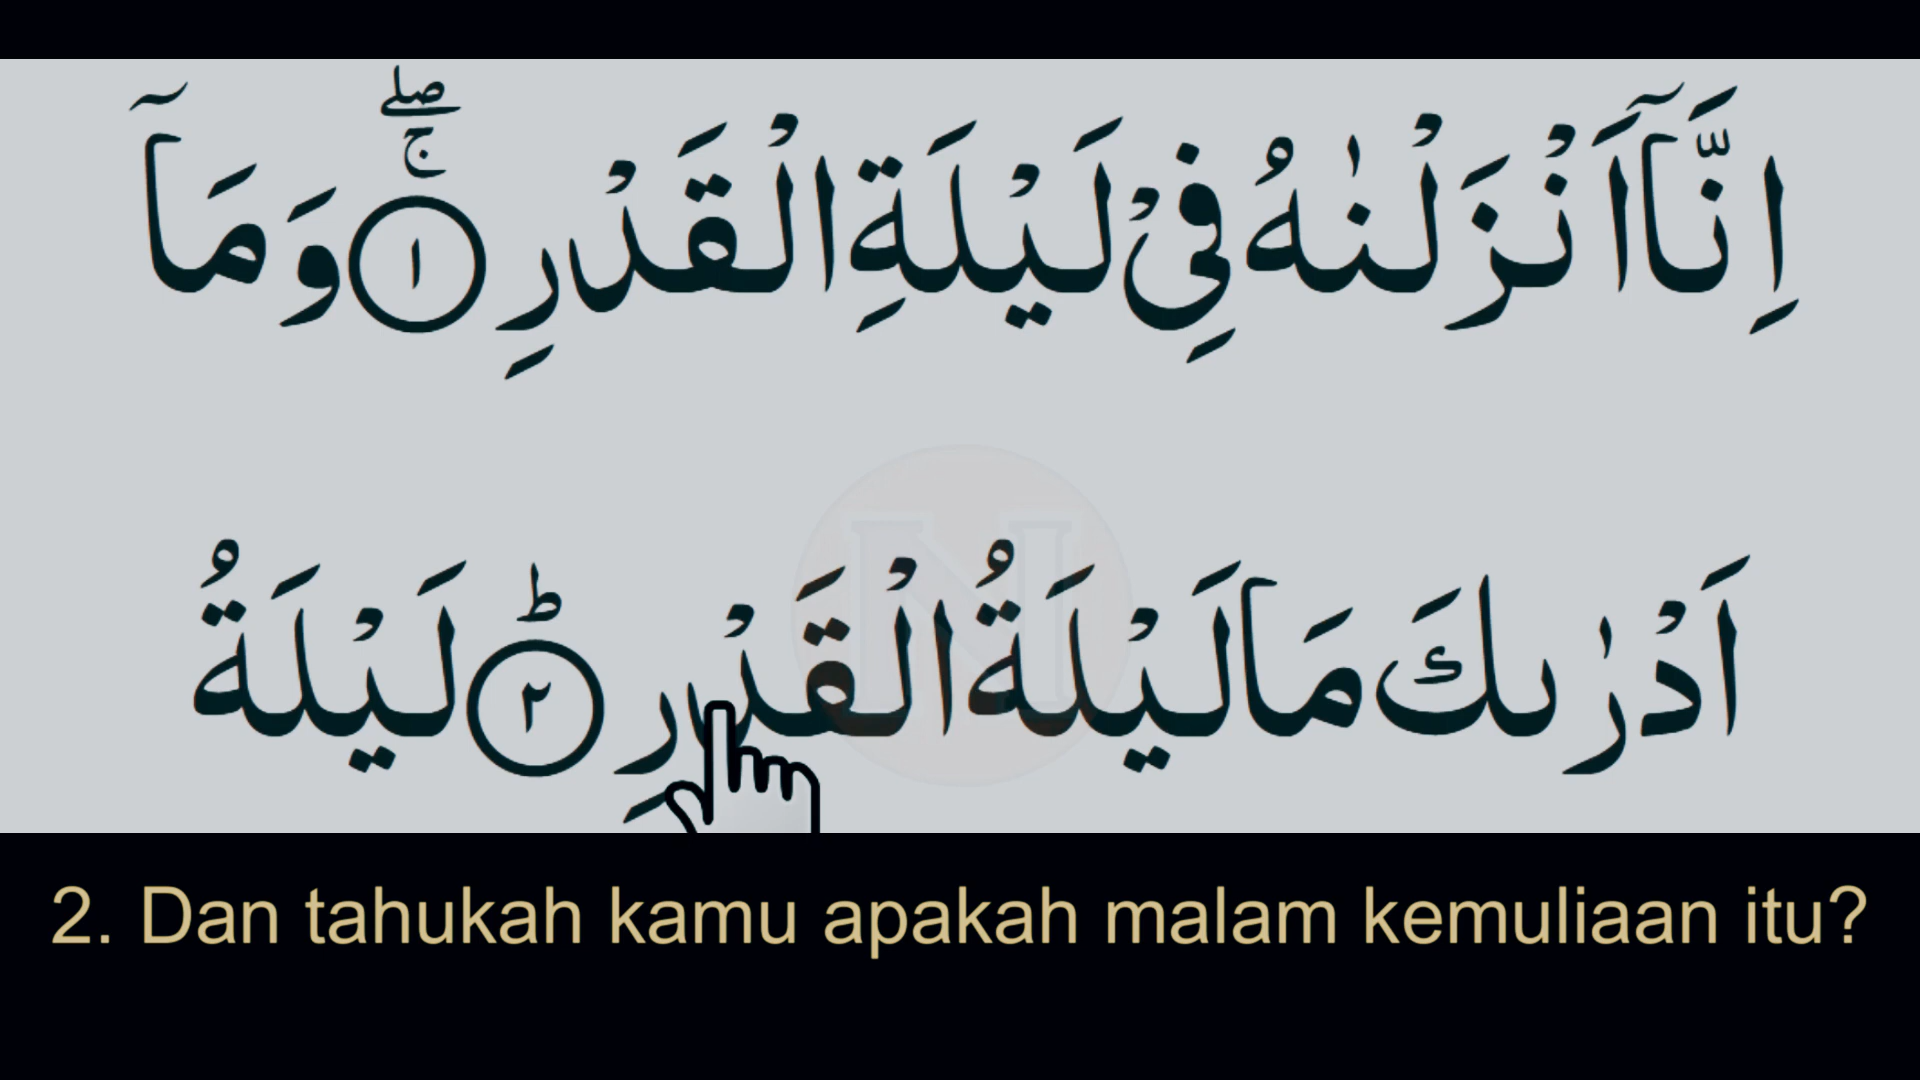 اِنَّآ اَنْزَلْنٰهُ فِيْ لَيْلَةِ الْقَدْرِ ۖۚ ١ وَمَآ
اَدْرٰىكَ مَا لَيْلَةُ الْقَدْرِ ۗ ٢ لَيْلَةُ
2. Dan tahukah kamu apakah malam kemuliaan itu?